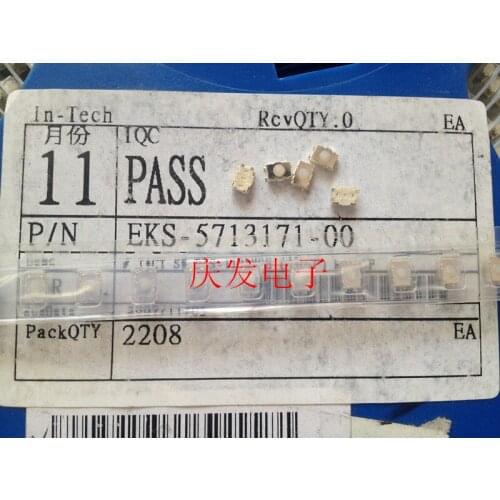 In-Tech RcvQTY.0 EA
月份 IQC
11 PASS
P/N EKS-5713171-00
庆发电子
PackQTY 2208 EA